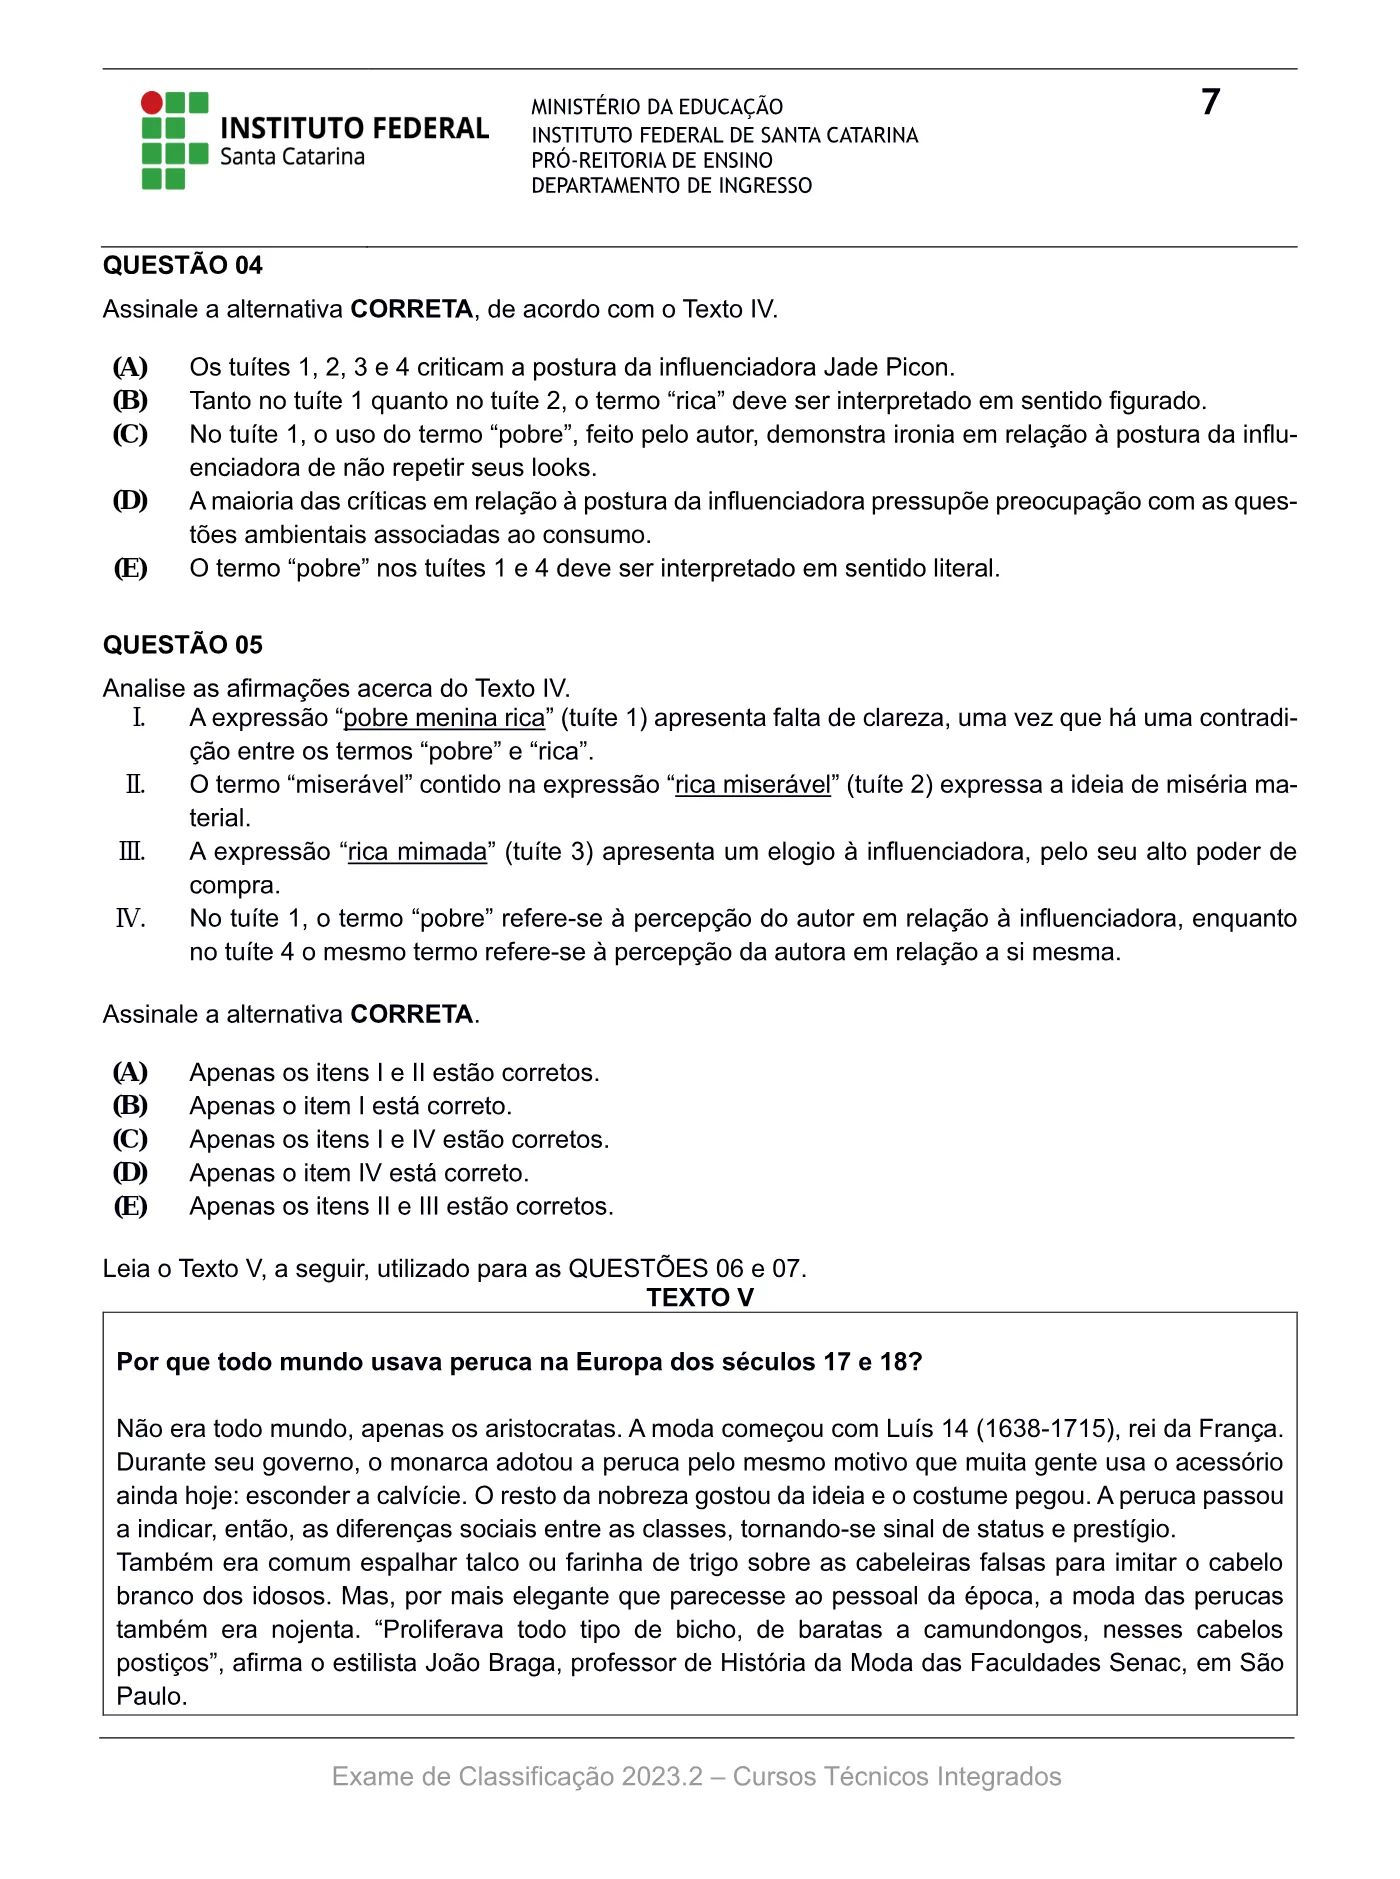 INSTITUTO FEDERAL
Santa Catarina
MINISTÉRIO DA EDUCAÇÃO
INSTITUTO FEDERAL DE SANTA CATARINA
PRÓ-REITORIA DE ENSINO
DEPARTAMENTO DE INGRESSO
7
QUESTÃO 04
Assinale a alternativa CORRETA, de acordo com o Texto IV.
(A) Os tuítes 1, 2, 3 e 4 criticam a postura da influenciadora Jade Picon.
(B) Tanto no tuíte 1 quanto no tuíte 2, o termo “rica” deve ser interpretado em sentido figurado.
(C) No tuíte 1, o uso do termo “pobre”, feito pelo autor, demonstra ironia em relação à postura da influ-
enciadora de não repetir seus looks.
(D) A maioria das críticas em relação à postura da influenciadora pressupõe preocupação com as ques-
tões ambientais associadas ao consumo.
(E) O termo “pobre” nos tuítes 1 e 4 deve ser interpretado em sentido literal.
QUESTÃO 05
Analise as afirmações acerca do Texto IV.
I. A expressão “pobre menina rica” (tuíte 1) apresenta falta de clareza, uma vez que há uma contradi-
ção entre os termos “pobre” e “rica”.
II. O termo “miserável” contido na expressão “rica miserável” (tuíte 2) expressa a ideia de miséria ma-
terial.
III. A expressão “rica mimada” (tuíte 3) apresenta um elogio à influenciadora, pelo seu alto poder de
compra.
IV. No tuíte 1, o termo “pobre” refere-se à percepção do autor em relação à influenciadora, enquanto
no tuíte 4 o mesmo termo refere-se à percepção da autora em relação a si mesma.
Assinale a alternativa CORRETA.
(A) Apenas os itens I e II estão corretos.
(B) Apenas o item I está correto.
(C) Apenas os itens I e IV estão corretos.
(D) Apenas o item IV está correto.
(E) Apenas os itens II e III estão corretos.
Leia o Texto V, a seguir, utilizado para as QUESTÕES 06 e 07.
TEXTO V
Por que todo mundo usava peruca na Europa dos séculos 17 e 18?
Não era todo mundo, apenas os aristocratas. A moda começou com Luís 14 (1638-1715), rei da França.
Durante seu governo, o monarca adotou a peruca pelo mesmo motivo que muita gente usa o acessório
ainda hoje: esconder a calvície. O resto da nobreza gostou da ideia e o costume pegou. A peruca passou
a indicar, então, as diferenças sociais entre as classes, tornando-se sinal de status e prestígio.
Também era comum espalhar talco ou farinha de trigo sobre as cabeleiras falsas para imitar o cabelo
branco dos idosos. Mas, por mais elegante que parecesse ao pessoal da época, a moda das perucas
também era nojenta. “Proliferava todo tipo de bicho, de baratas a camundongos, nesses cabelos
postiços”, afirma o estilista João Braga, professor de História da Moda das Faculdades Senac, em São
Paulo.
Exame de Classificação 2023.2 – Cursos Técnicos Integrados